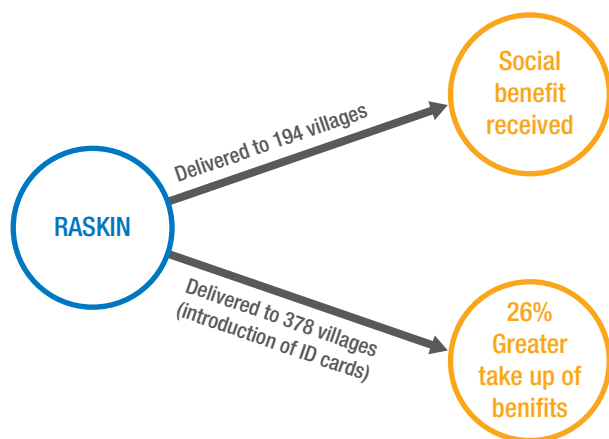 Social
benefit
received
Delivered to 194 villages
RASKIN
Delivered to 378 villages
(introduction of ID cards)
26%
Greater
take up of
benifits